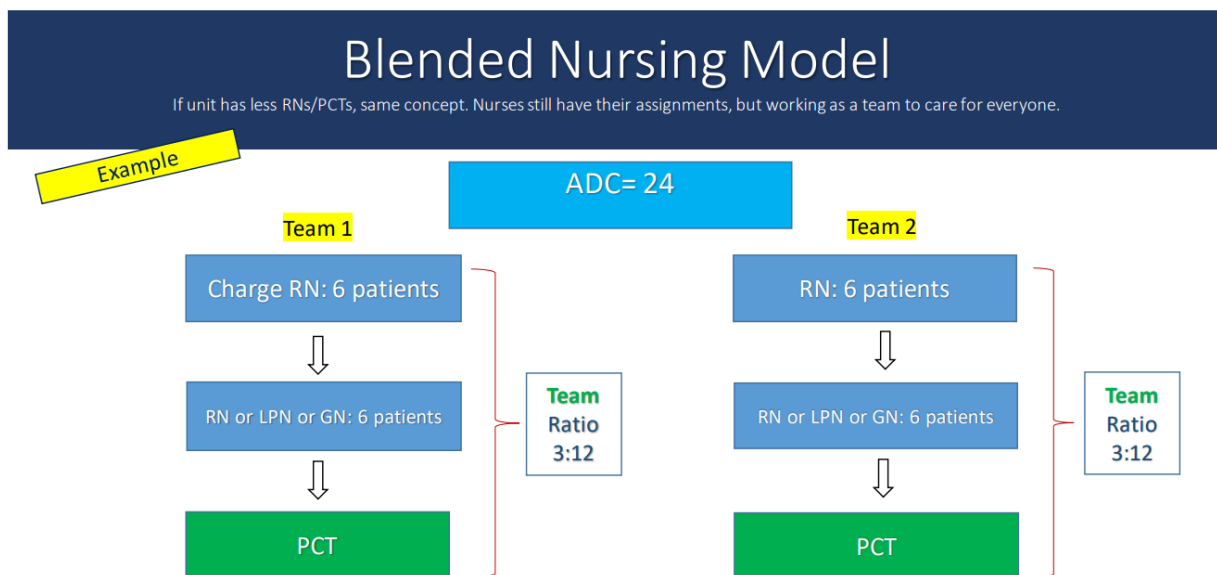 Blended Nursing Model
If unit has less RNs/PCTs, same concept. Nurses still have their assignments, but working as a team to care for everyone.
Example
ADC= 24
Team 1
Charge RN: 6 patients
RN or LPN or GN: 6 patients
PCT
Team
Ratio
3:12
Team 2
RN: 6 patients
RN or LPN or GN: 6 patients
PCT
Team
Ratio
3:12